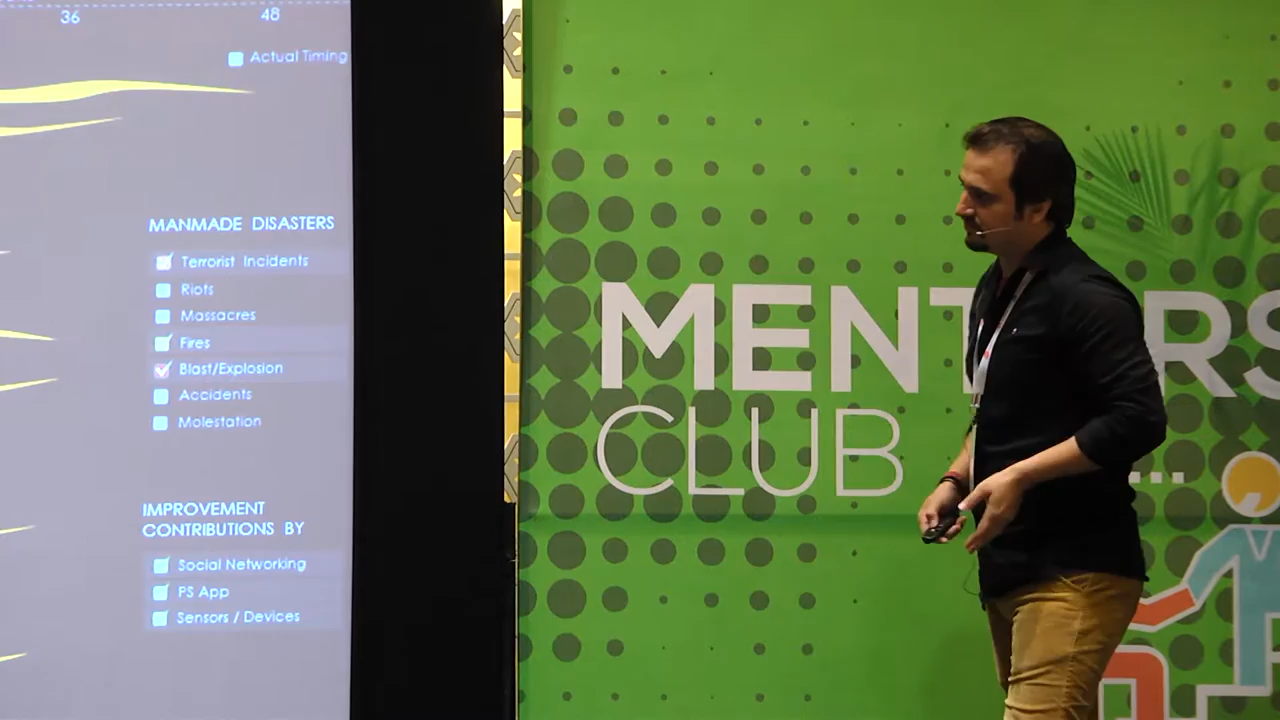 36 48
Actual Timing
MANMADE DISASTERS
Terrorist Incidents
Riots
Massacres
Fires
Blast/Explosion
Accidents
Molestation
IMPROVEMENT
CONTRIBUTIONS BY
Social Networking
PS App
Sensors / Devices
MENT RS
CLUB
...